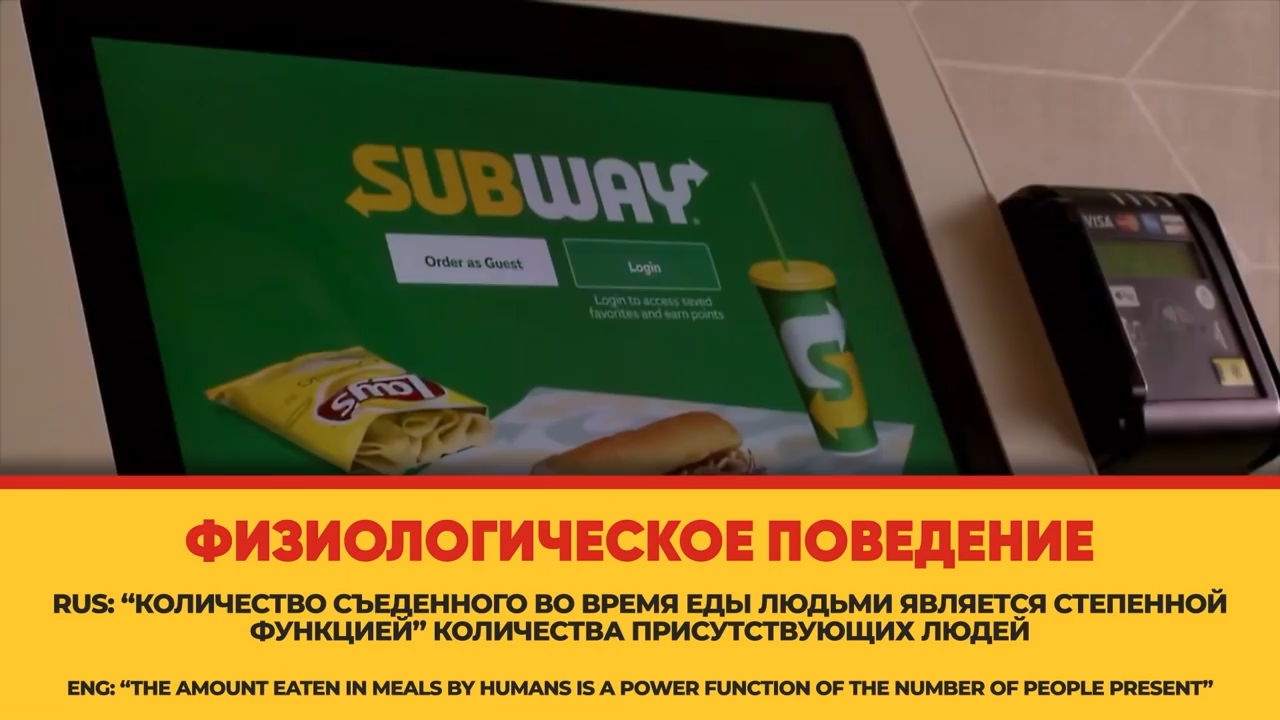 SUBWAY
Order as Guest
Login
Login to access saved
favorites and earn points
Lay's
VISA
ФИЗИОЛОГИЧЕСКОЕ ПОВЕДЕНИЕ
RUS: “КОЛИЧЕСТВО СЪЕДЕННОГО ВО ВРЕМЯ ЕДЫ ЛЮДЬМИ ЯВЛЯЕТСЯ СТЕПЕННОЙ
ФУНКЦИЕЙ” КОЛИЧЕСТВА ПРИСУТСТВУЮЩИХ ЛЮДЕЙ
ENG: “THE AMOUNT EATEN IN MEALS BY HUMANS IS A POWER FUNCTION OF THE NUMBER OF PEOPLE PRESENT”